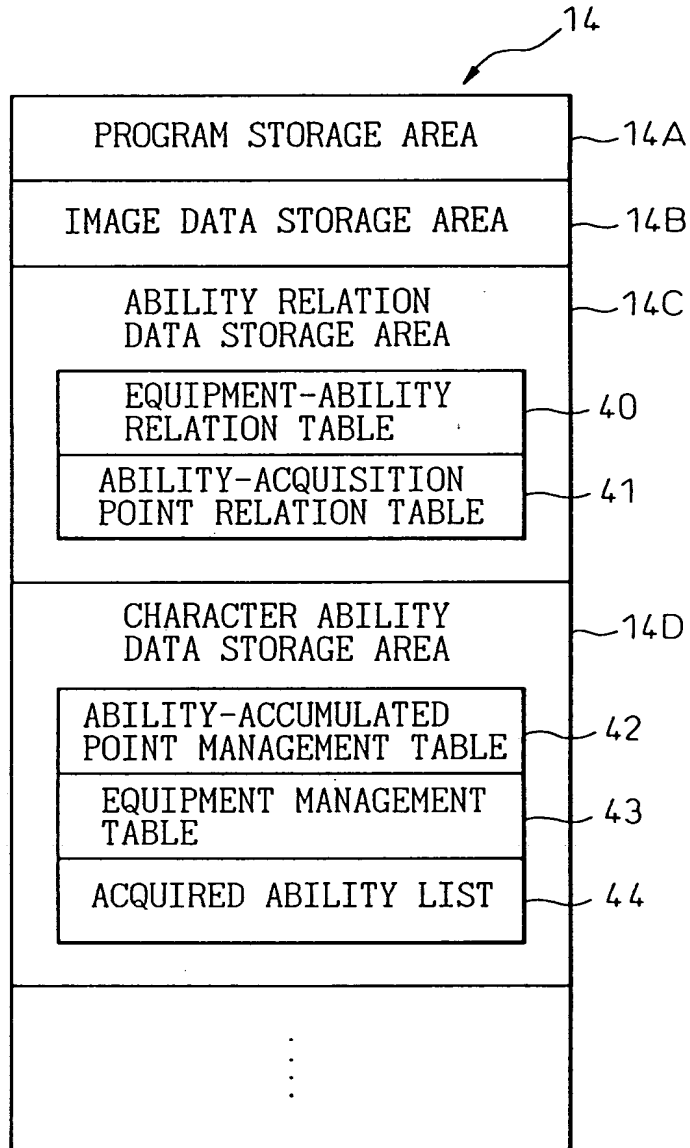 14
PROGRAM STORAGE AREA
14A
IMAGE DATA STORAGE AREA
14B
ABILITY RELATION
DATA STORAGE AREA
14C
EQUIPMENT-ABILITY
RELATION TABLE
40
ABILITY-ACQUISITION
POINT RELATION TABLE
41
CHARACTER ABILITY
DATA STORAGE AREA
14D
ABILITY-ACCUMULATED
POINT MANAGEMENT TABLE
42
EQUIPMENT MANAGEMENT
TABLE
43
ACQUIRED ABILITY LIST
44